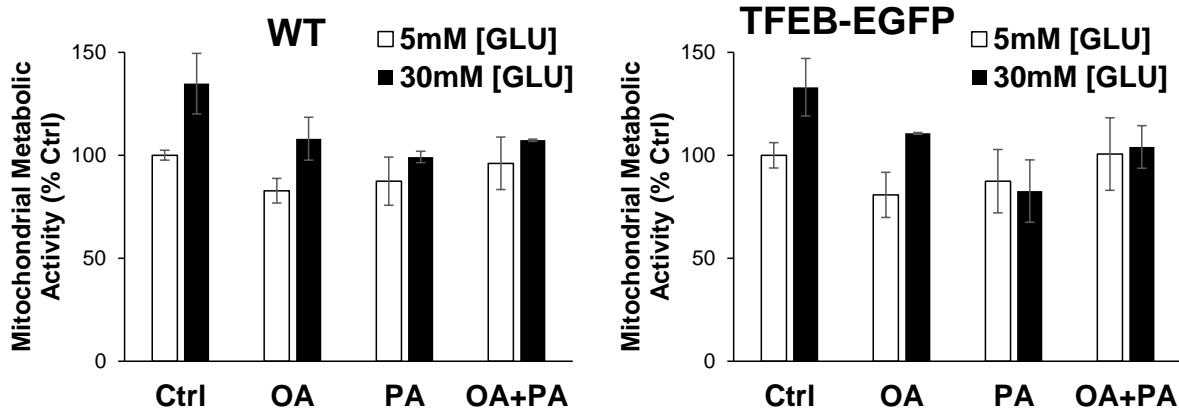 WT
5mM [GLU]
30mM [GLU]
Mitochondrial Metabolic
Activity (% Ctrl)
150
100
50
0
Ctrl OA PA OA+PA
TFEB-EGFP
5mM [GLU]
30mM [GLU]
Mitochondrial Metabolic
Activity (% Ctrl)
150
100
50
0
Ctrl OA PA OA+PA